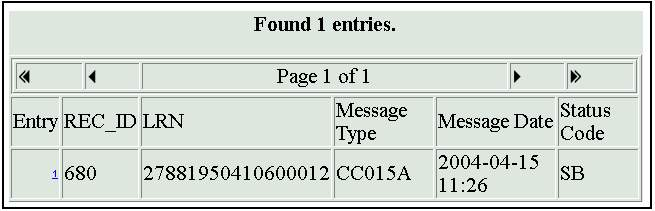 Found 1 entries.
Page 1 of 1
Entry REC_ID LRN Message Type Message Date Status Code
1 680 27881950410600012 CC015A 2004-04-15 11:26 SB